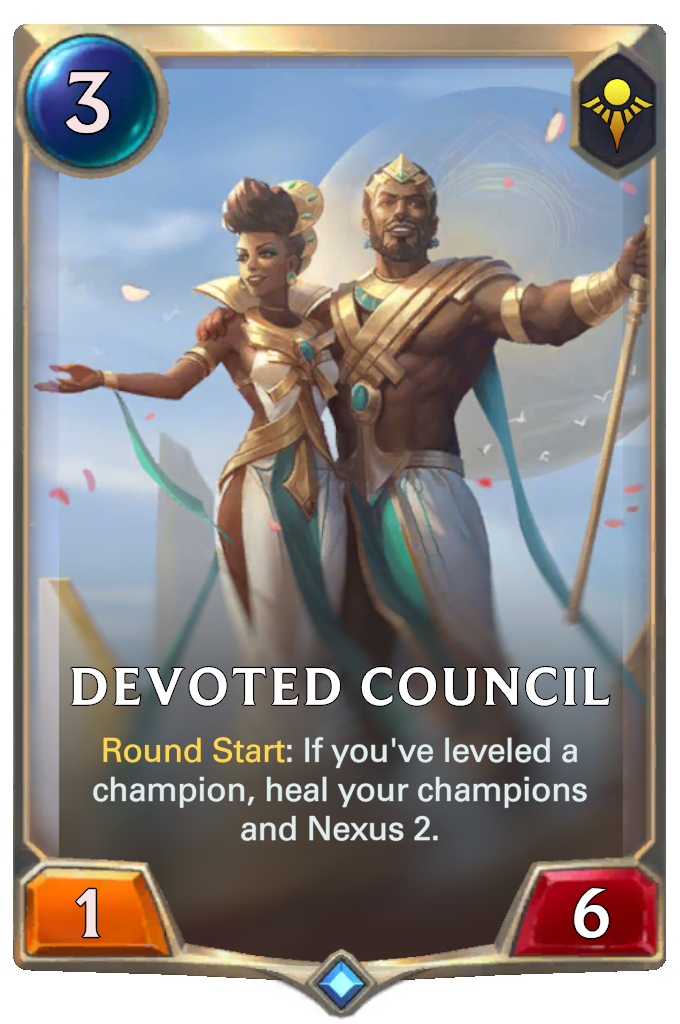 3
DEVOTED COUNCIL
Round Start: If you've leveled a
champion, heal your champions
and Nexus 2.
1
6